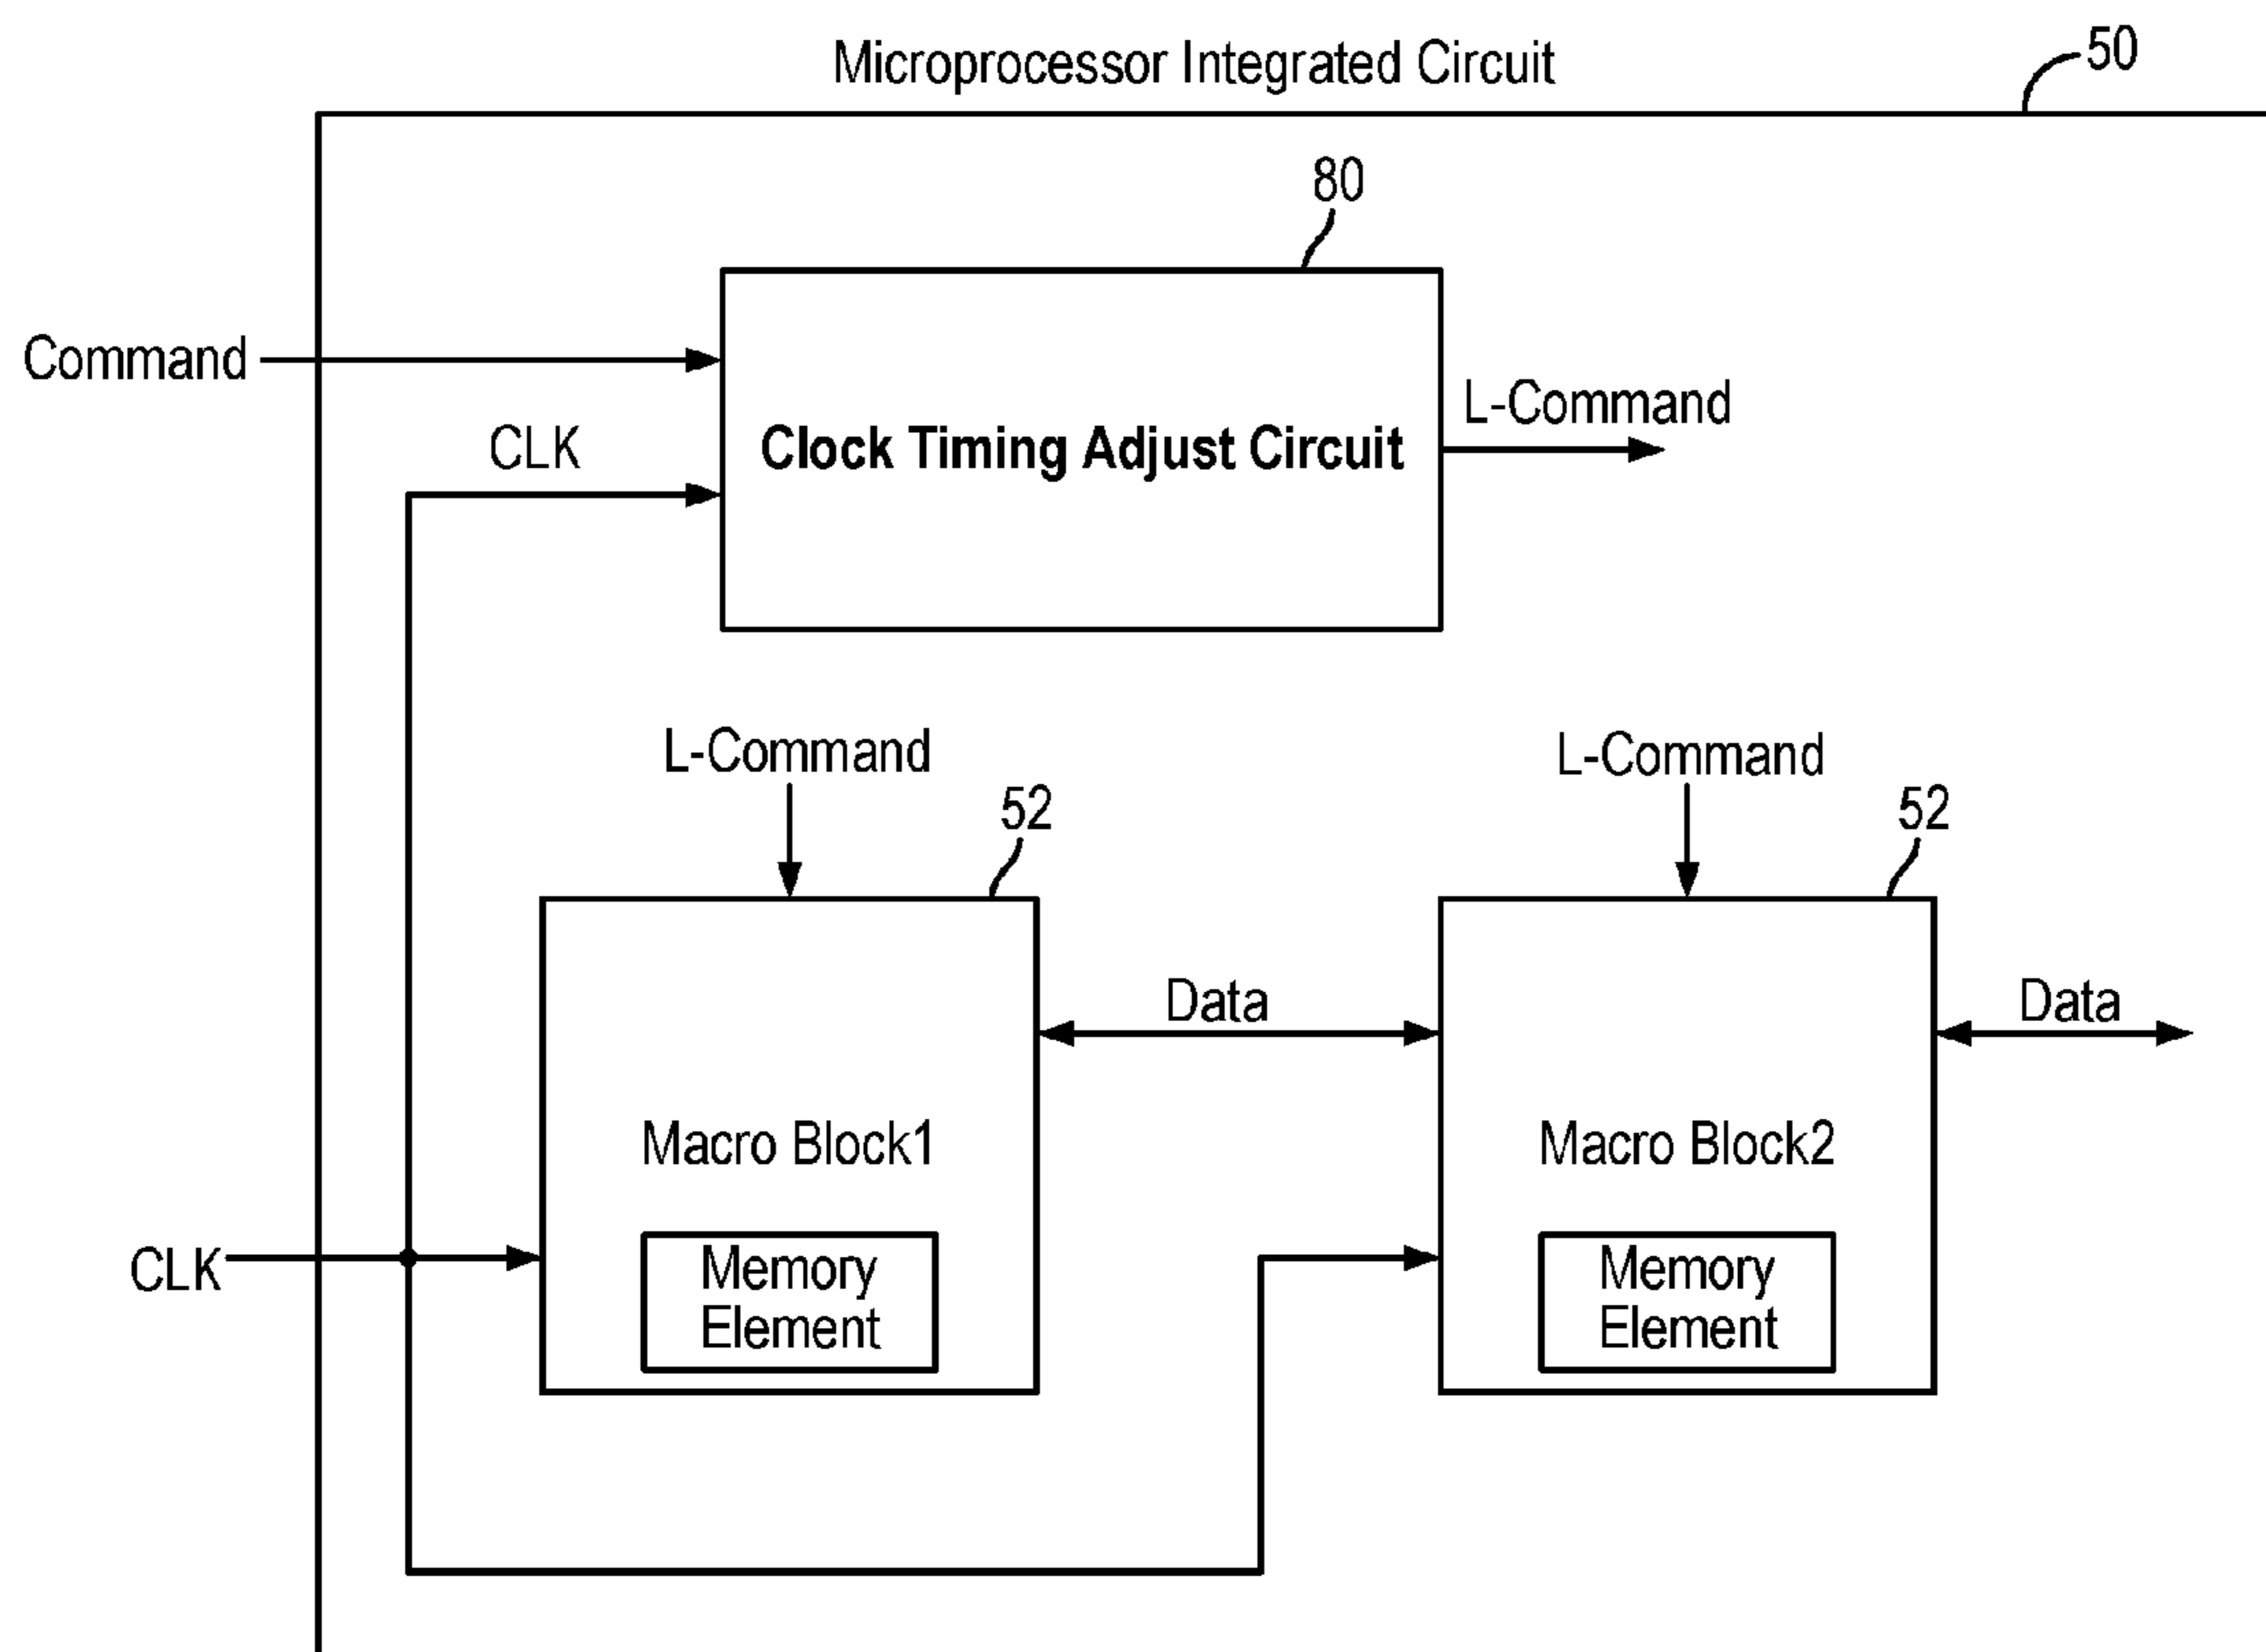 Microprocessor Integrated Circuit
50
80
Command
CLK
Clock Timing Adjust Circuit
L-Command
L-Command
L-Command
52
52
Data
Data
Macro Block1
Macro Block2
CLK
Memory
Element
Memory
Element